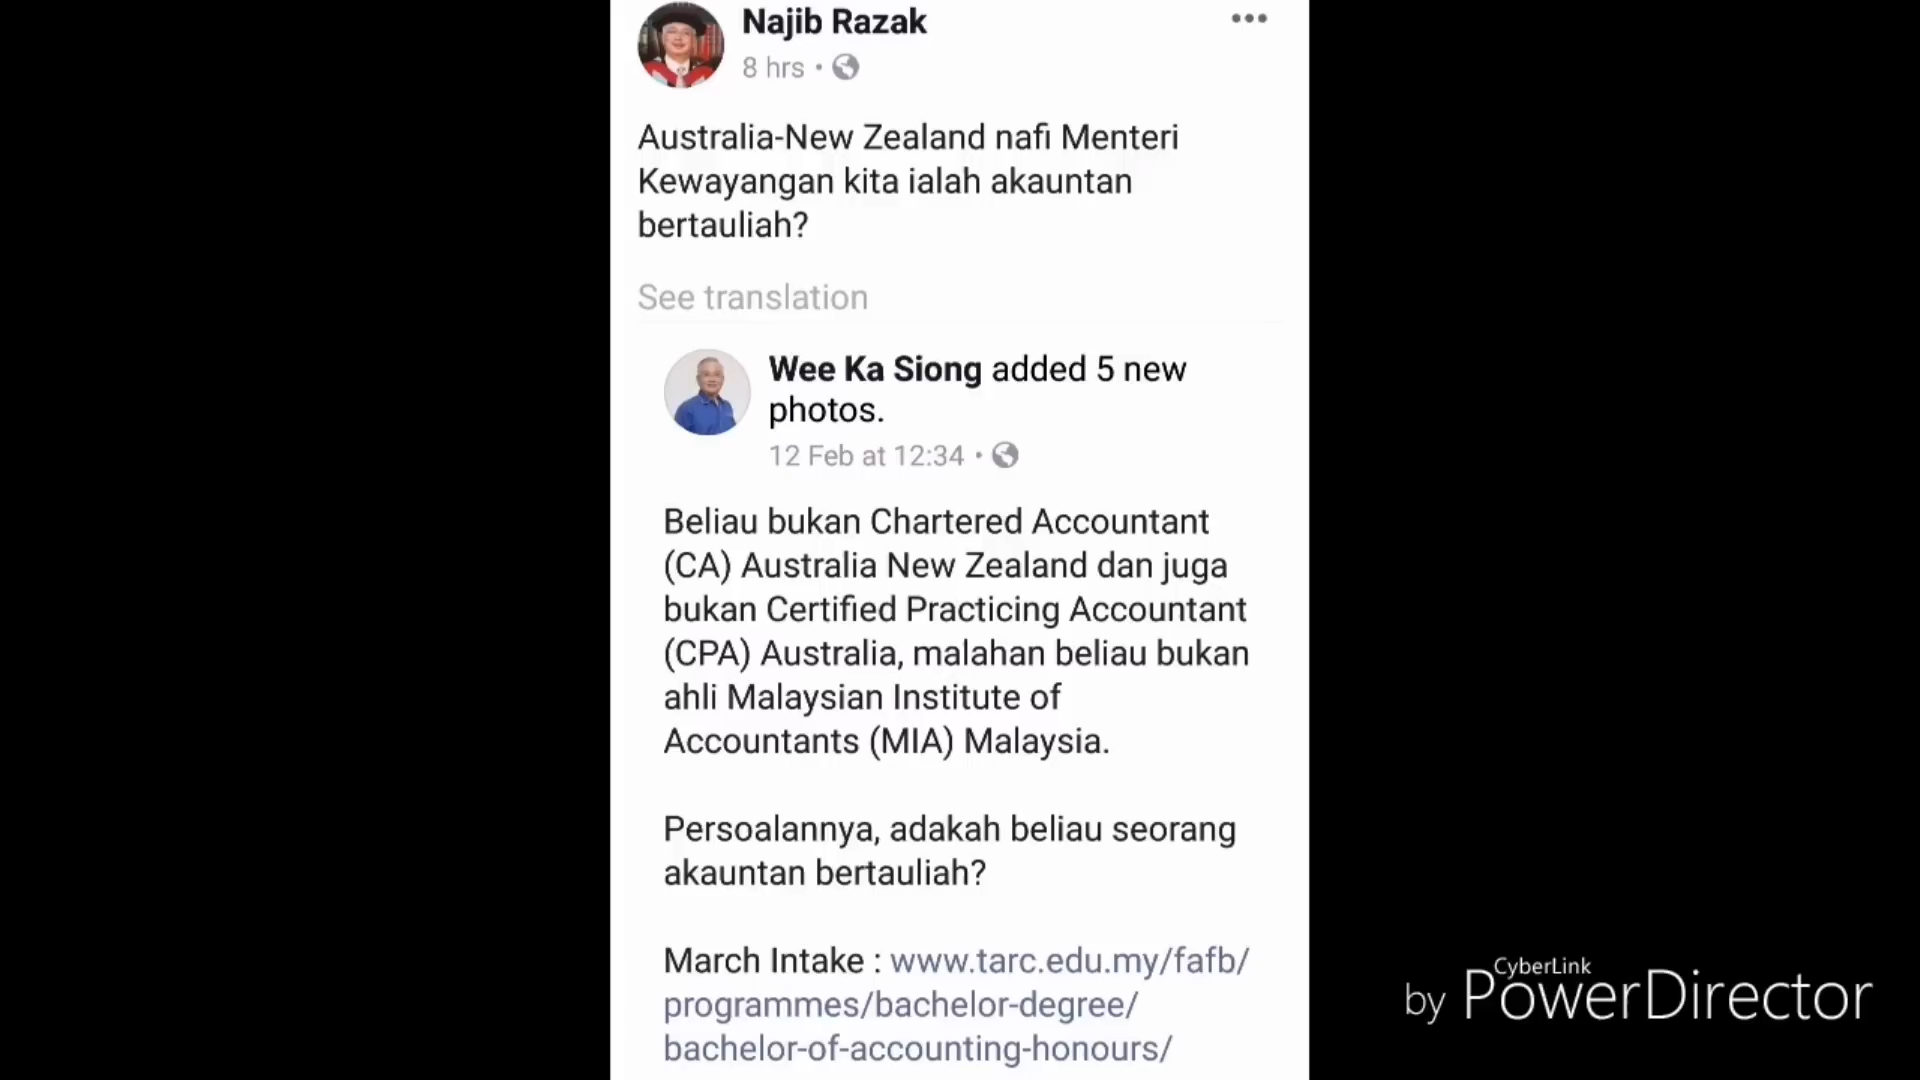 Najib Razak
8 hrs •
Australia-New Zealand nafi Menteri
Kewayangan kita ialah akauntan
bertauliah?
See translation
Wee Ka Siong added 5 new
photos.
12 Feb at 12:34 •
Beliau bukan Chartered Accountant
(CA) Australia New Zealand dan juga
bukan Certified Practicing Accountant
(CPA) Australia, malahan beliau bukan
ahli Malaysian Institute of
Accountants (MIA) Malaysia.
Persoalannya, adakah beliau seorang
akauntan bertauliah?
March Intake : www.tarc.edu.my/fafb/
programmes/bachelor-degree/
bachelor-of-accounting-honours/
by CyberLink PowerDirector